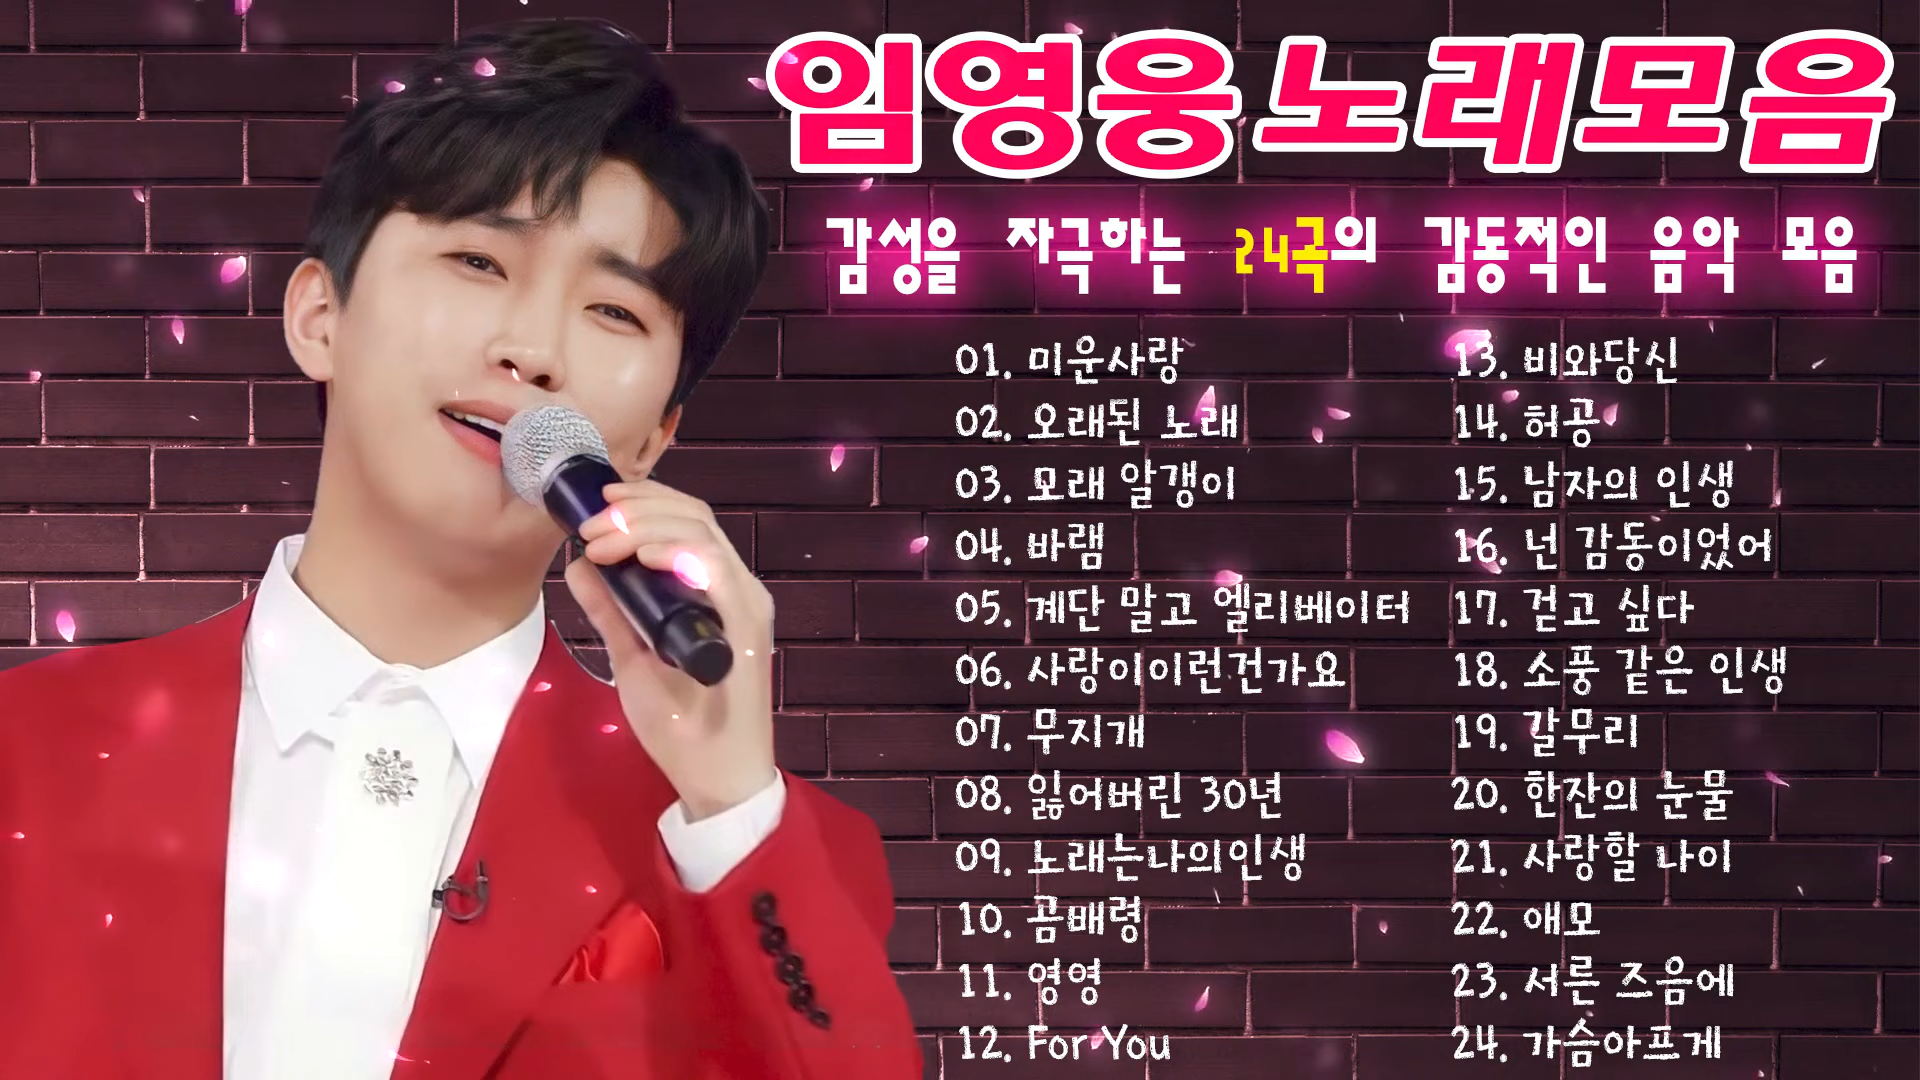 임영웅 노래모음
감성을 자극하는 24곡의 감동적인 음악 모음
01. 미운사랑
02. 오래된 노래
03. 모래 알갱이
04. 바램
05. 계단 말고 엘리베이터
06. 사랑이이런건가요
07. 무지개
08. 잃어버린 30년
09. 노래는나의인생
10. 곰배령
11. 영영
12. For You
13. 비와당신
14. 허공
15. 남자의 인생
16. 넌 감동이었어
17. 걷고 싶다
18. 소풍 같은 인생
19. 갈무리
20. 한잔의 눈물
21. 사랑할 나이
22. 애모
23. 서른 즈음에
24. 가슴아프게